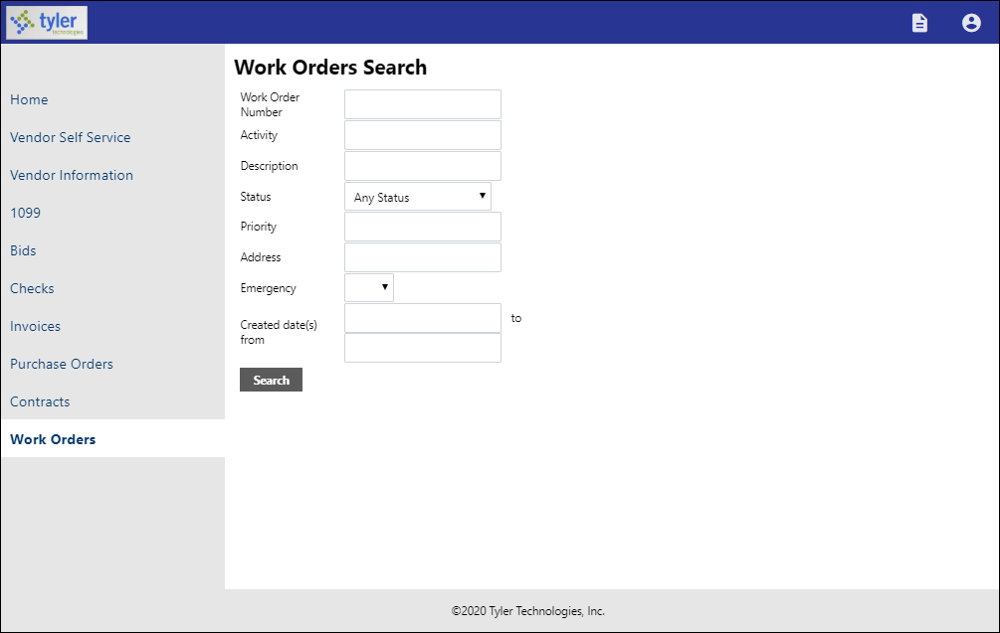 tyler
technologies
Work Orders Search
Home
Vendor Self Service
Vendor Information
1099
Bids
Checks
Invoices
Purchase Orders
Contracts
Work Orders
Work Order
Number
Activity
Description
Status
Any Status
Priority
Address
Emergency
Created date(s)
from
to
Search
©2020 Tyler Technologies, Inc.